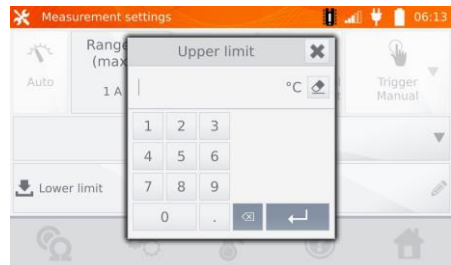 Measurement settings
06:13
Auto
Range
(max
1 A
Upper limit
°C
Trigger
Manual
1 2 3
4 5 6
7 8 9
0 .
Lower limit